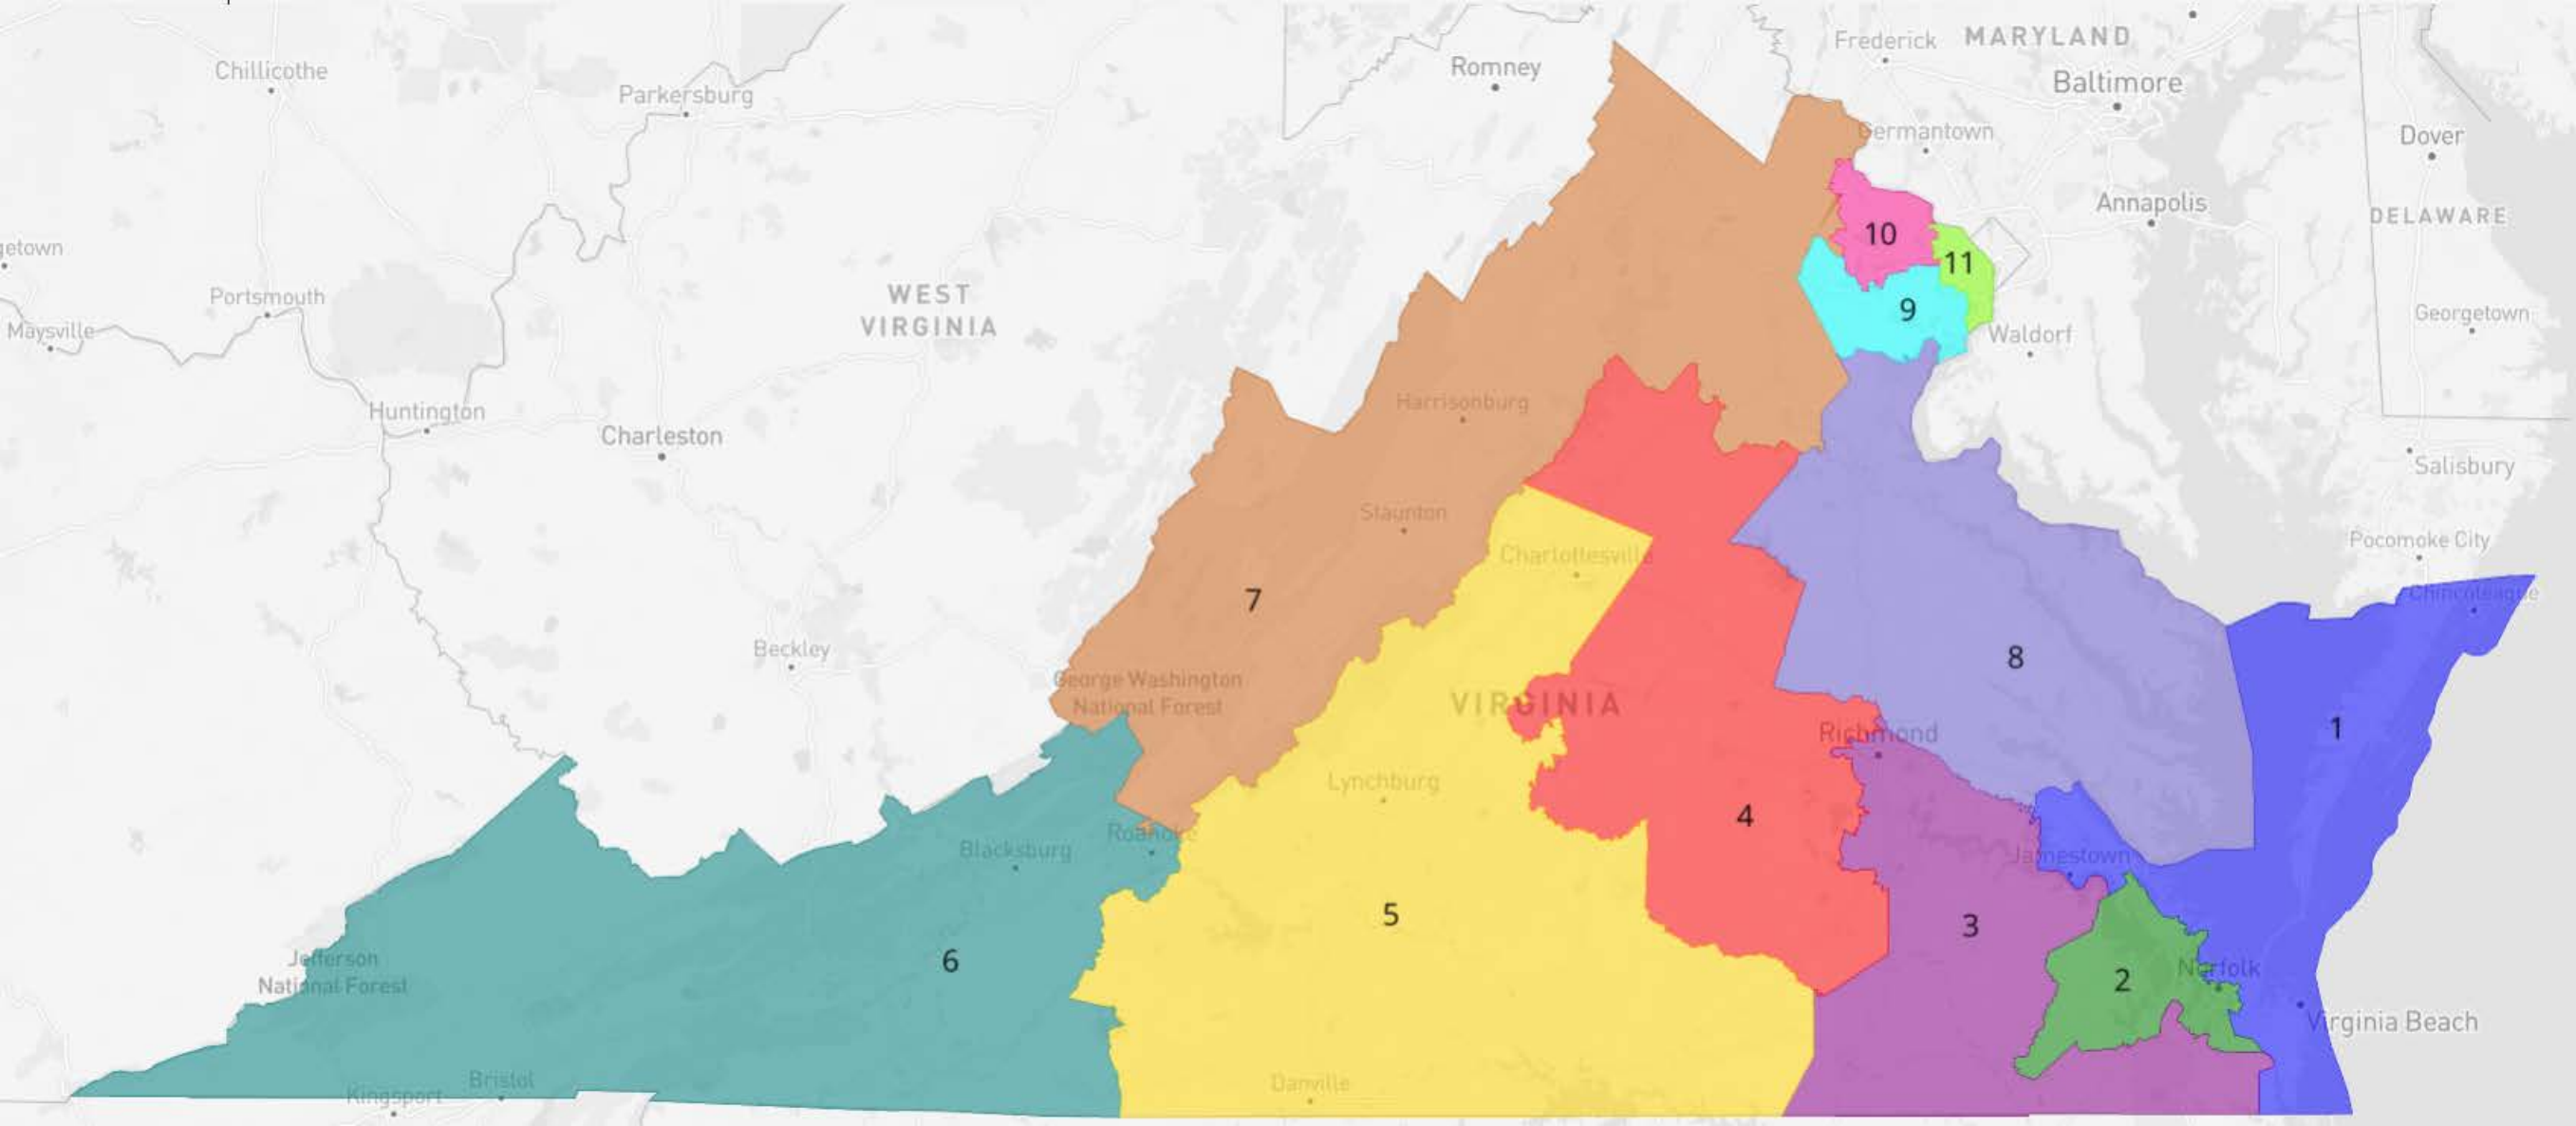 Frederick
MARYLAND
Romney
Chillicothe
Parkersburg
Baltimore
Germantown
Dover
Annapolis
DELAWARE
10
getown
11
WEST
VIRGINIA
Portsmouth
9
Georgetown
Maysville
Waldorf
Huntington
Harrisonburg
Charleston
Salisbury
Staunton
Pocomoke City
Charlottesville
Chincoteague
7
Beckley
8
George Washington
National Forest
VIRGINIA
1
Richmond
Lynchburg
4
Roanoke
Blacksburg
Jamestown
5
3
Jefferson
National Forest
6
Norfolk
2
Virginia Beach
Bristol
Kingsport
Danville